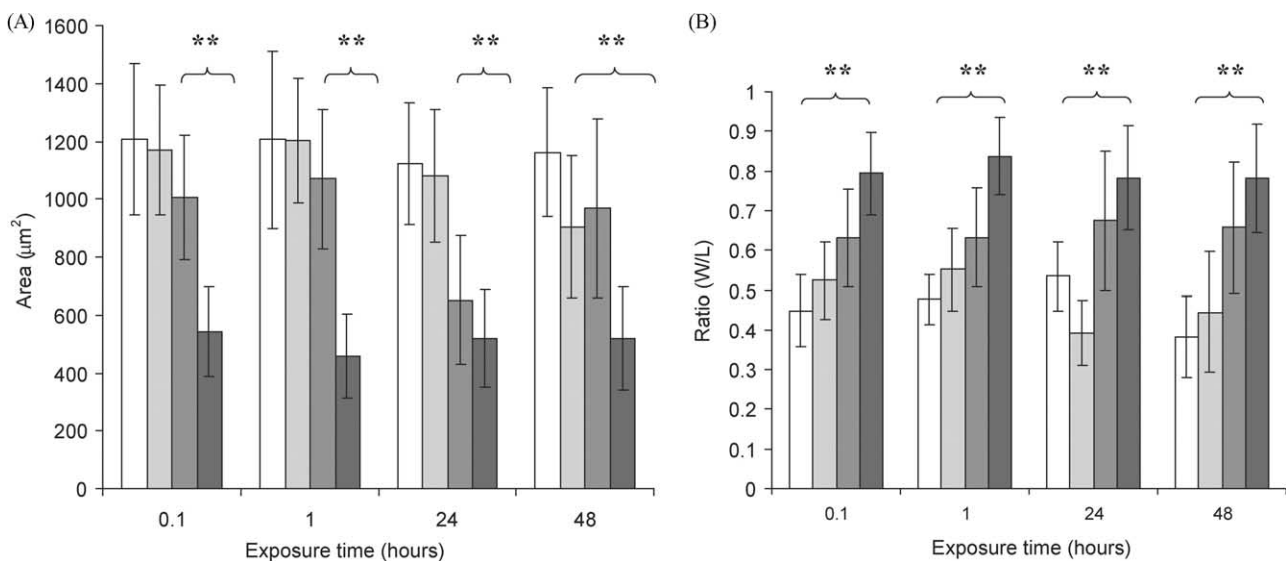 (A)
1600
1400
1200
1000
800
600
400
200
0
Area (μm²)
** ** ** **
0.1 1 24 48
Exposure time (hours)
(B)
** ** ** **
1
0.9
0.8
0.7
0.6
0.5
0.4
0.3
0.2
0.1
0
Ratio (W/L)
0.1 1 24 48
Exposure time (hours)